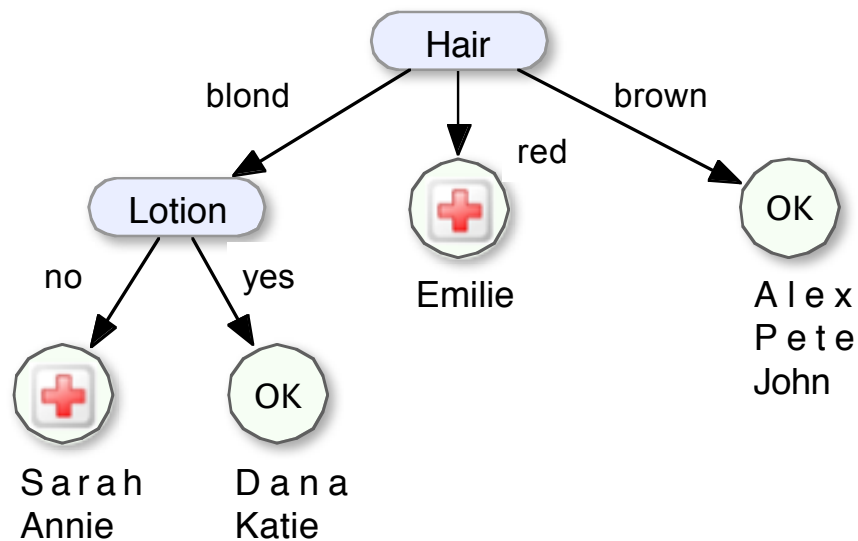 Hair
blond
brown
red
Lotion
OK
no
yes
Emilie
Alex
Pete
John
OK
Sarah
Annie
Dana
Katie